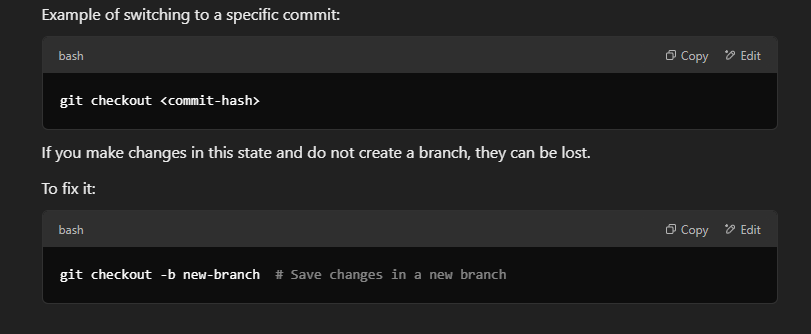 Example of switching to a specific commit:
bash Copy Edit
git checkout <commit-hash>
If you make changes in this state and do not create a branch, they can be lost.
To fix it:
bash Copy Edit
git checkout -b new-branch  # Save changes in a new branch